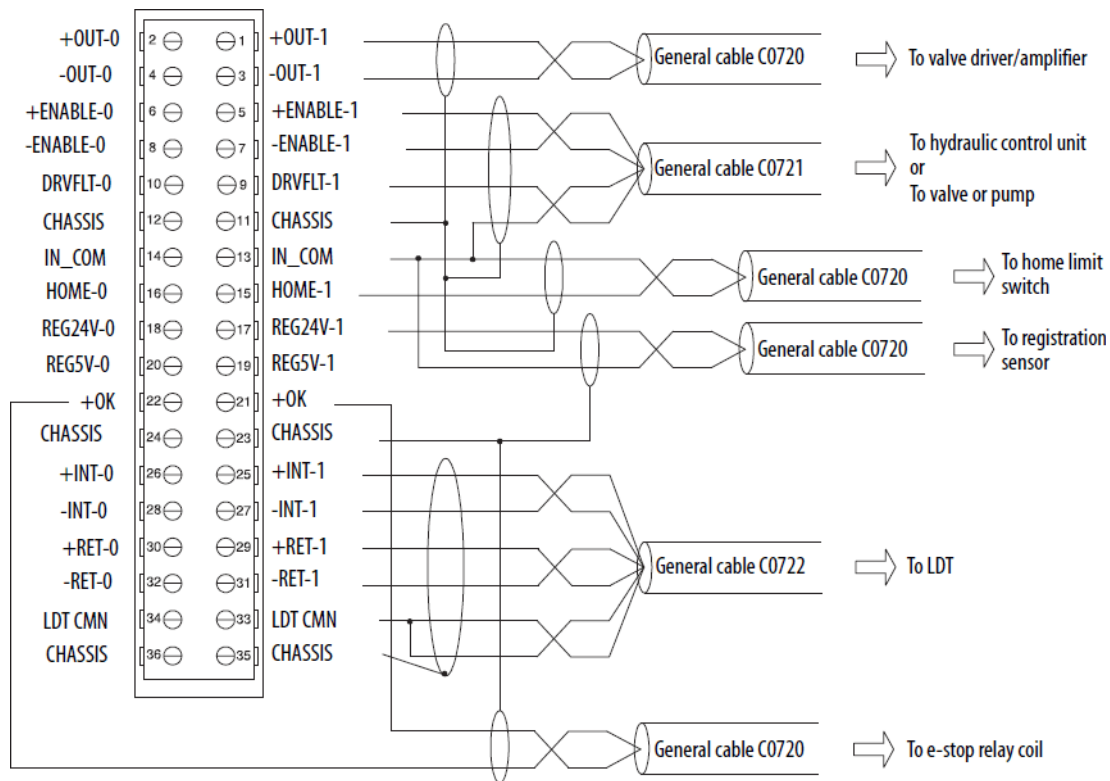 +OUT-0 2 1 +OUT-1 General cable C0720 To valve driver/amplifier
-OUT-0 4 3 -OUT-1
+ENABLE-0 6 5 +ENABLE-1
-ENABLE-0 8 7 -ENABLE-1 General cable C0721 To hydraulic control unit
or
To valve or pump
DRVFLT-0 10 9 DRVFLT-1
CHASSIS 12 11 CHASSIS
IN_COM 14 13 IN_COM General cable C0720 To home limit
switch
HOME-0 16 15 HOME-1
REG24V-0 18 17 REG24V-1 General cable C0720 To registration
sensor
REG5V-0 20 19 REG5V-1
+OK 22 21 +OK
CHASSIS 24 23 CHASSIS
+INT-0 26 25 +INT-1
-INT-0 28 27 -INT-1
+RET-0 30 29 +RET-1 General cable C0722 To LDT
-RET-0 32 31 -RET-1
LDT CMN 34 33 LDT CMN
CHASSIS 36 35 CHASSIS
General cable C0720 To e-stop relay coil